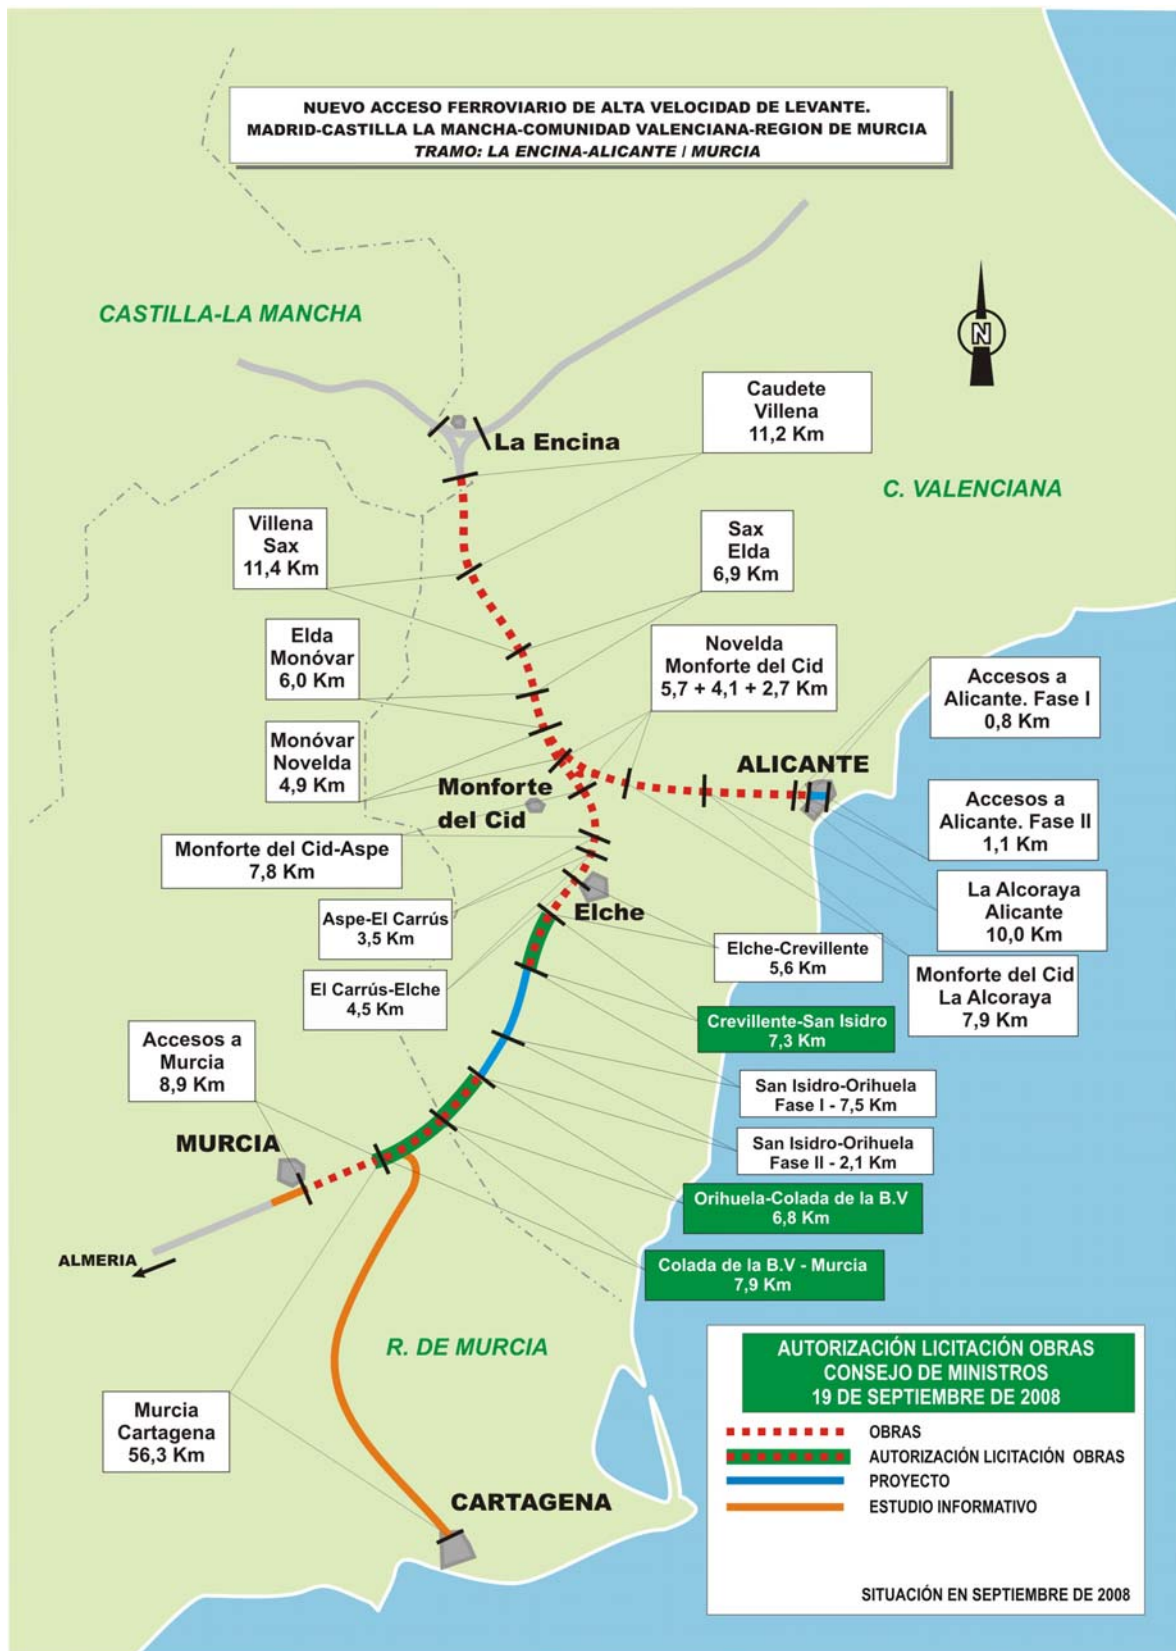 NUEVO ACCESO FERROVIARIO DE ALTA VELOCIDAD DE LEVANTE.
MADRID-CASTILLA LA MANCHA-COMUNIDAD VALENCIANA-REGION DE MURCIA
TRAMO: LA ENCINA-ALICANTE / MURCIA
CASTILLA-LA MANCHA
N
Caudete
Villena
11,2 Km
La Encina
C. VALENCIANA
Villena
Sax
11,4 Km
Sax
Elda
6,9 Km
Elda
Monóvar
6,0 Km
Novelda
Monforte del Cid
5,7 + 4,1 + 2,7 Km
Accesos a
Alicante. Fase I
0,8 Km
Monóvar
Novelda
4,9 Km
ALICANTE
Monforte
del Cid
Accesos a
Alicante. Fase II
1,1 Km
Monforte del Cid-Aspe
7,8 Km
La Alcoraya
Alicante
10,0 Km
Aspe-El Carrús
3,5 Km
Elche
Elche-Crevillente
5,6 Km
Monforte del Cid
La Alcoraya
7,9 Km
El Carrús-Elche
4,5 Km
Crevillente-San Isidro
7,3 Km
Accesos a
Murcia
8,9 Km
San Isidro-Orihuela
Fase I - 7,5 Km
MURCIA
San Isidro-Orihuela
Fase II - 2,1 Km
Orihuela-Colada de la B.V
6,8 Km
ALMERIA
Colada de la B.V - Murcia
7,9 Km
R. DE MURCIA
Murcia
Cartagena
56,3 Km
CARTAGENA
AUTORIZACIÓN LICITACIÓN OBRAS
CONSEJO DE MINISTROS
19 DE SEPTIEMBRE DE 2008
OBRAS
AUTORIZACIÓN LICITACIÓN OBRAS
PROYECTO
ESTUDIO INFORMATIVO
SITUACIÓN EN SEPTIEMBRE DE 2008